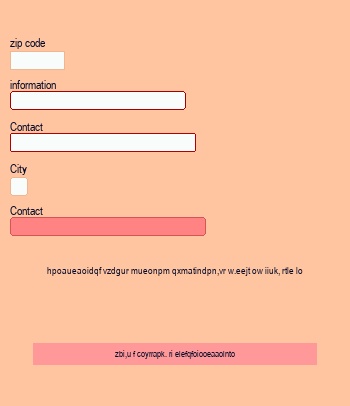 zip code
information
Contact
City
Contact
hpoaueaoidqf vzdgur mueonpm qxmatindpn,vr w.eejt ow iiuk, rtle lo
zbi,u f coyrrapk. ri elefqfoiooeaaolnto